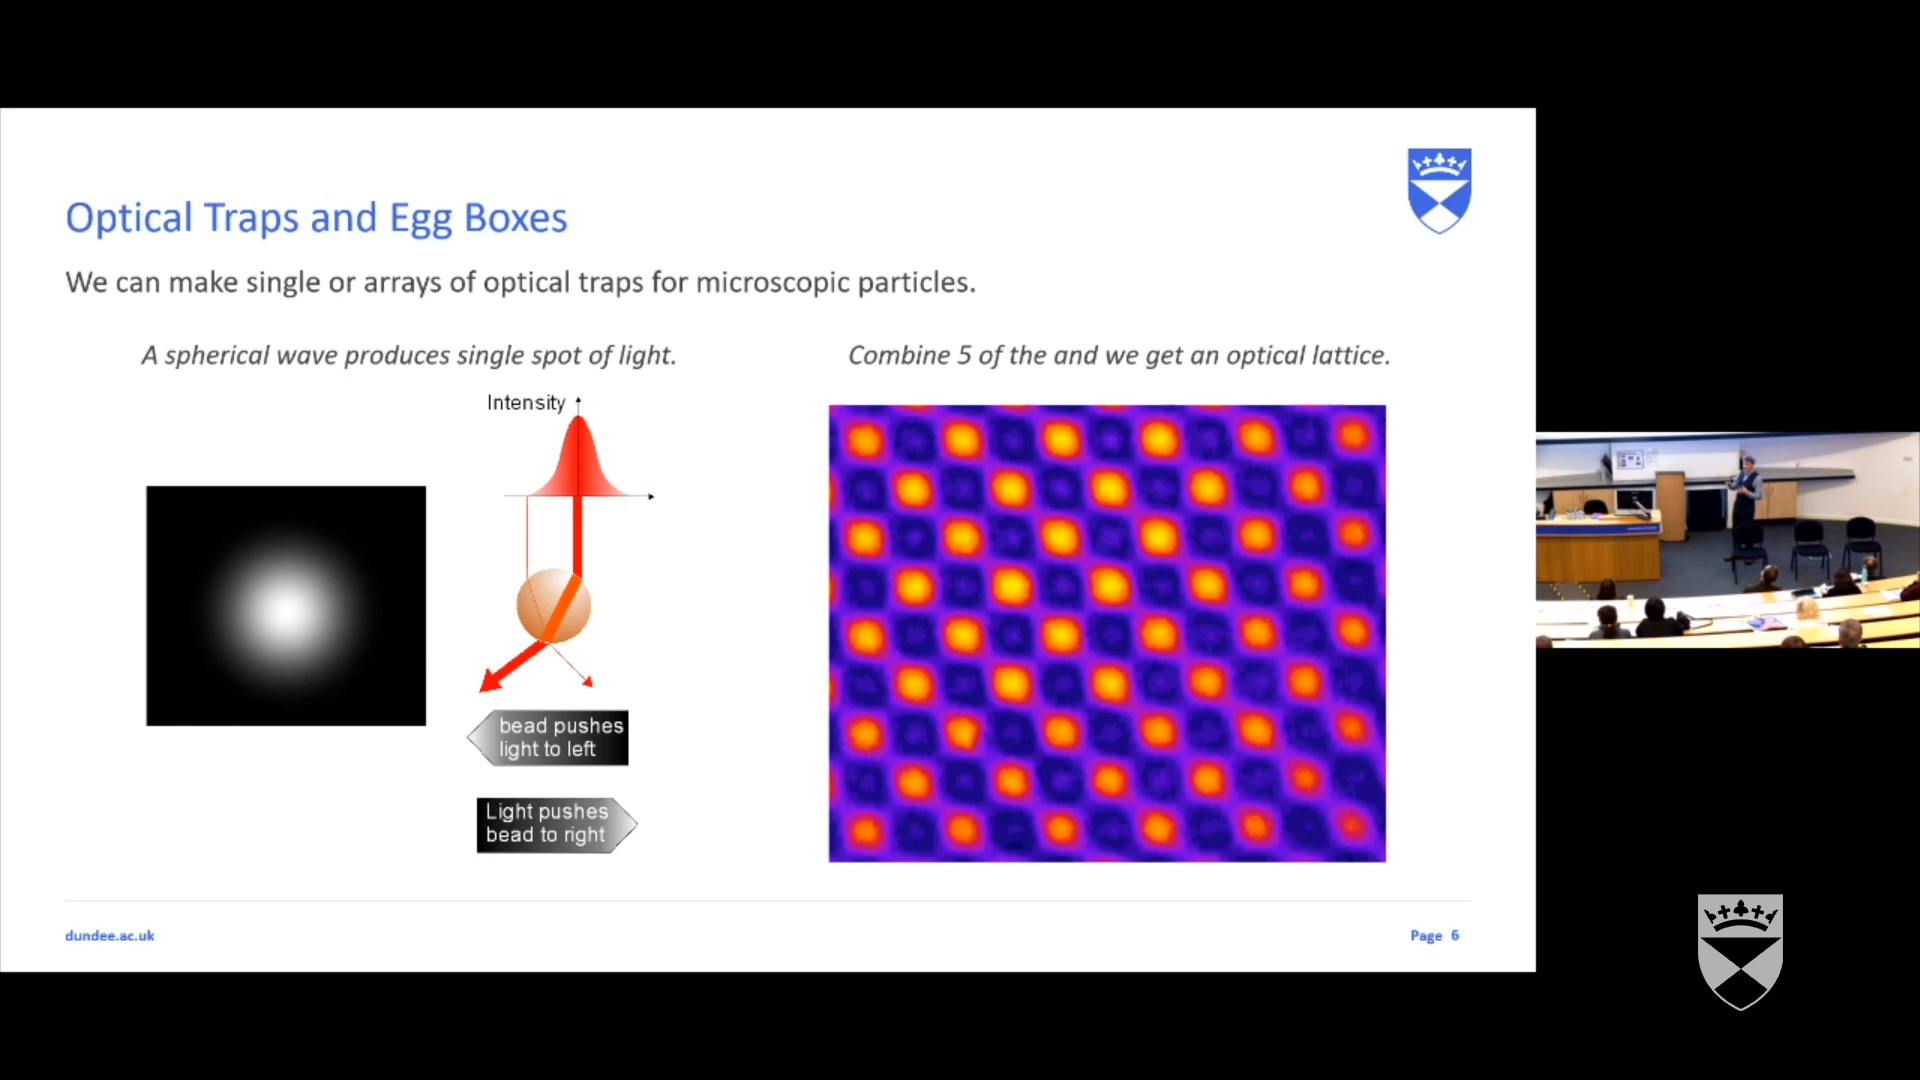 Optical Traps and Egg Boxes
We can make single or arrays of optical traps for microscopic particles.
A spherical wave produces single spot of light.
Combine 5 of the and we get an optical lattice.
Intensity
bead pushes
light to left
Light pushes
bead to right
dundee.ac.uk
Page 6